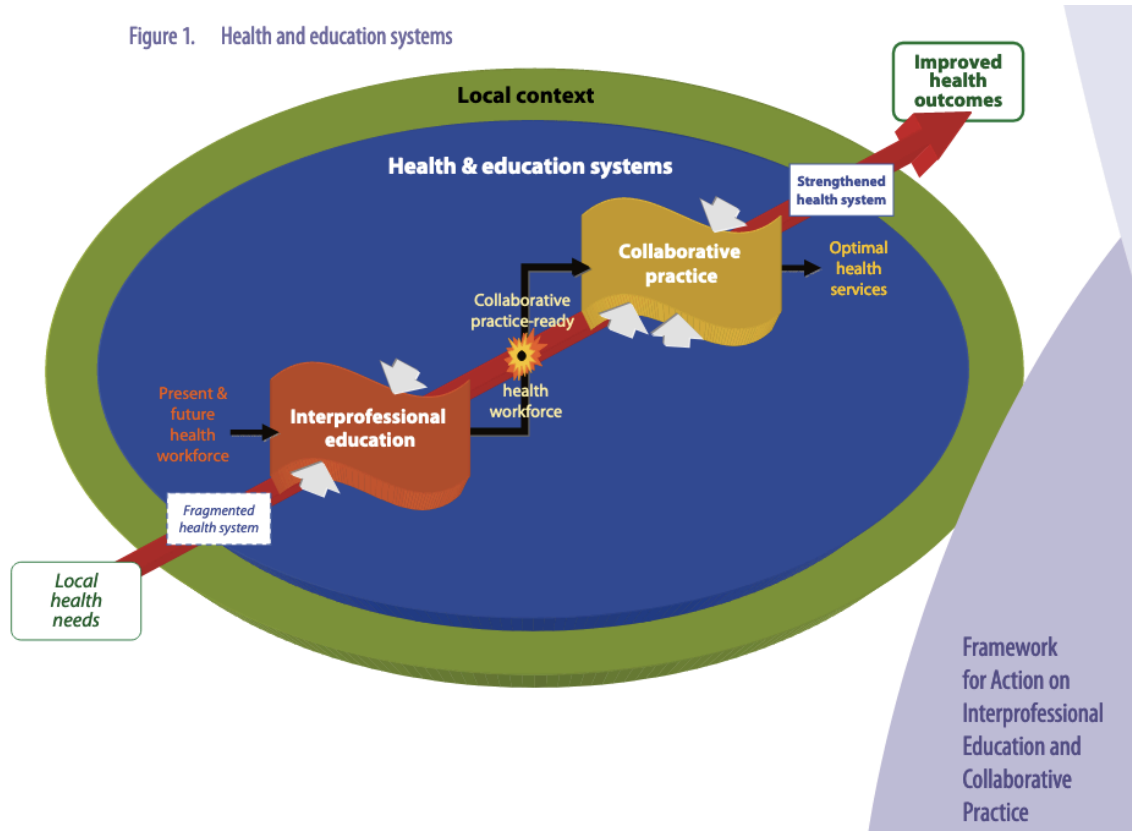 Figure 1. Health and education systems
Improved
health
outcomes
Local context
Health & education systems
Strengthened
health system
Collaborative
practice
Optimal
health
services
Collaborative
practice-ready
health
workforce
Present &
future
health
workforce
Interprofessional
education
Fragmented
health system
Local
health
needs
Framework
for Action on
Interprofessional
Education and
Collaborative
Practice